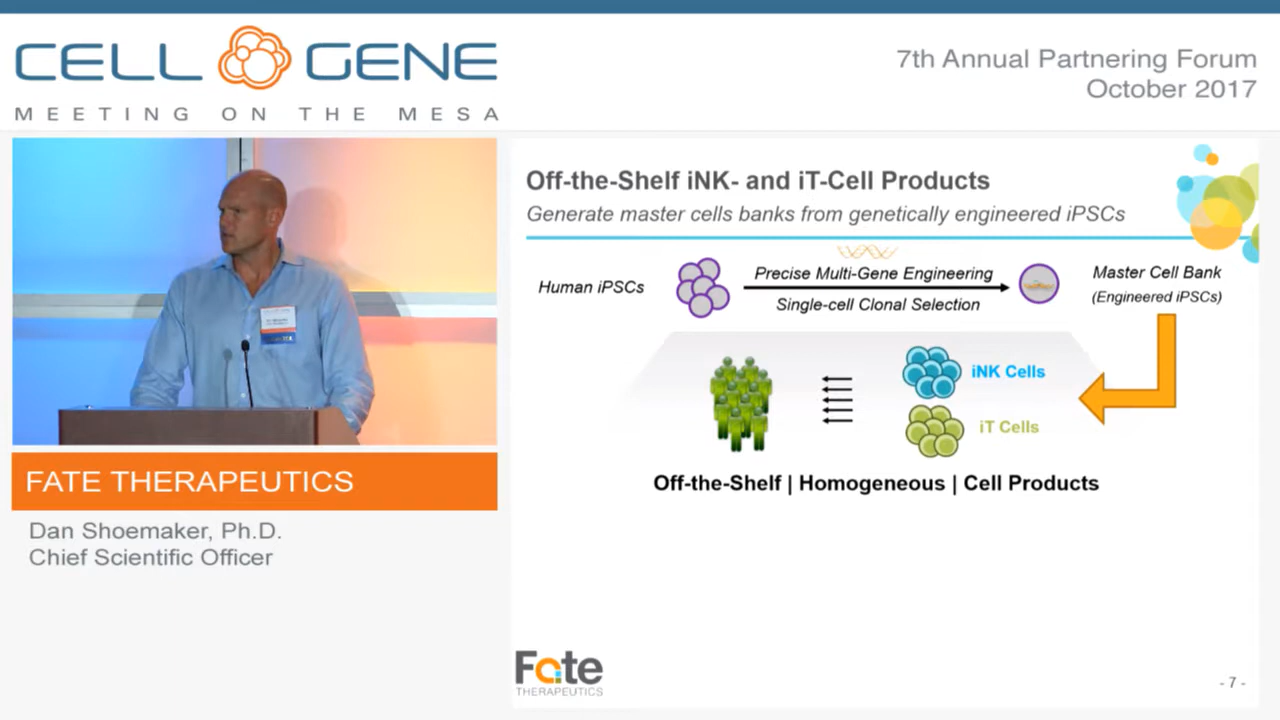 CELL GENE
MEETING ON THE MESA
7th Annual Partnering Forum
October 2017
FATE THERAPEUTICS
Dan Shoemaker, Ph.D.
Chief Scientific Officer
Off-the-Shelf iNK- and iT-Cell Products
Generate master cells banks from genetically engineered iPSCs
Human iPSCs
Precise Multi-Gene Engineering
Single-cell Clonal Selection
Master Cell Bank
(Engineered iPSCs)
iNK Cells
iT Cells
Off-the-Shelf | Homogeneous | Cell Products
Fate
THERAPEUTICS
- 7 -